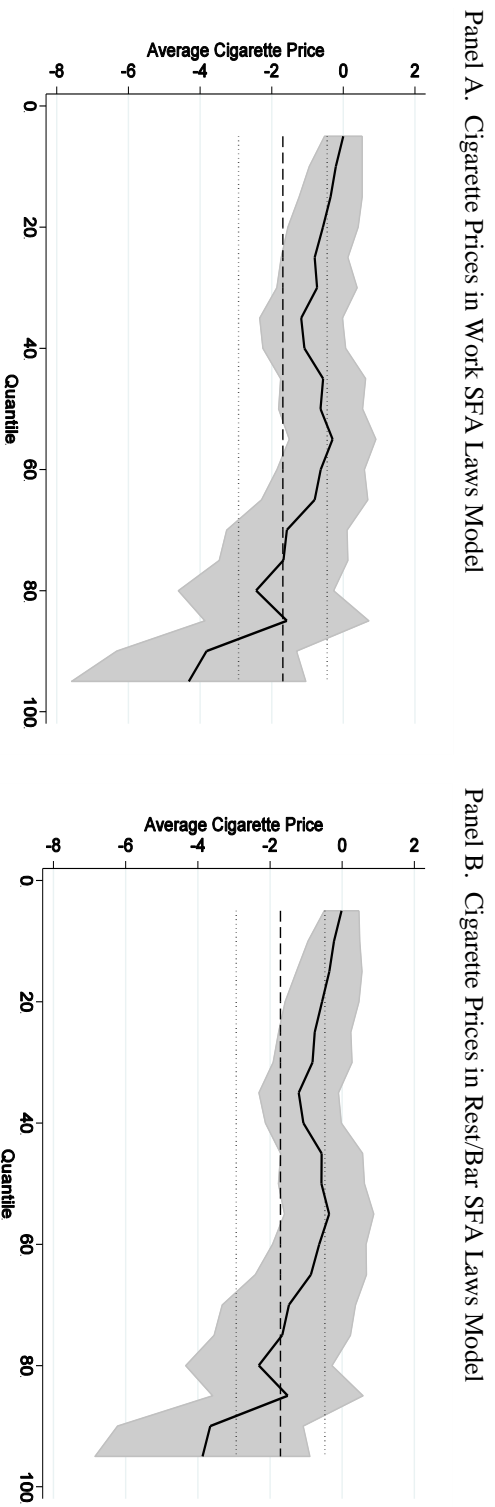 Panel A. Cigarette Prices in Work SFA Laws Model
Average Cigarette Price
-8 -6 -4 -2 0 2
0 20 40 60 80 100
Quantile
Panel B. Cigarette Prices in Rest/Bar SFA Laws Model
Average Cigarette Price
-8 -6 -4 -2 0 2
0 20 40 60 80 100
Quantile